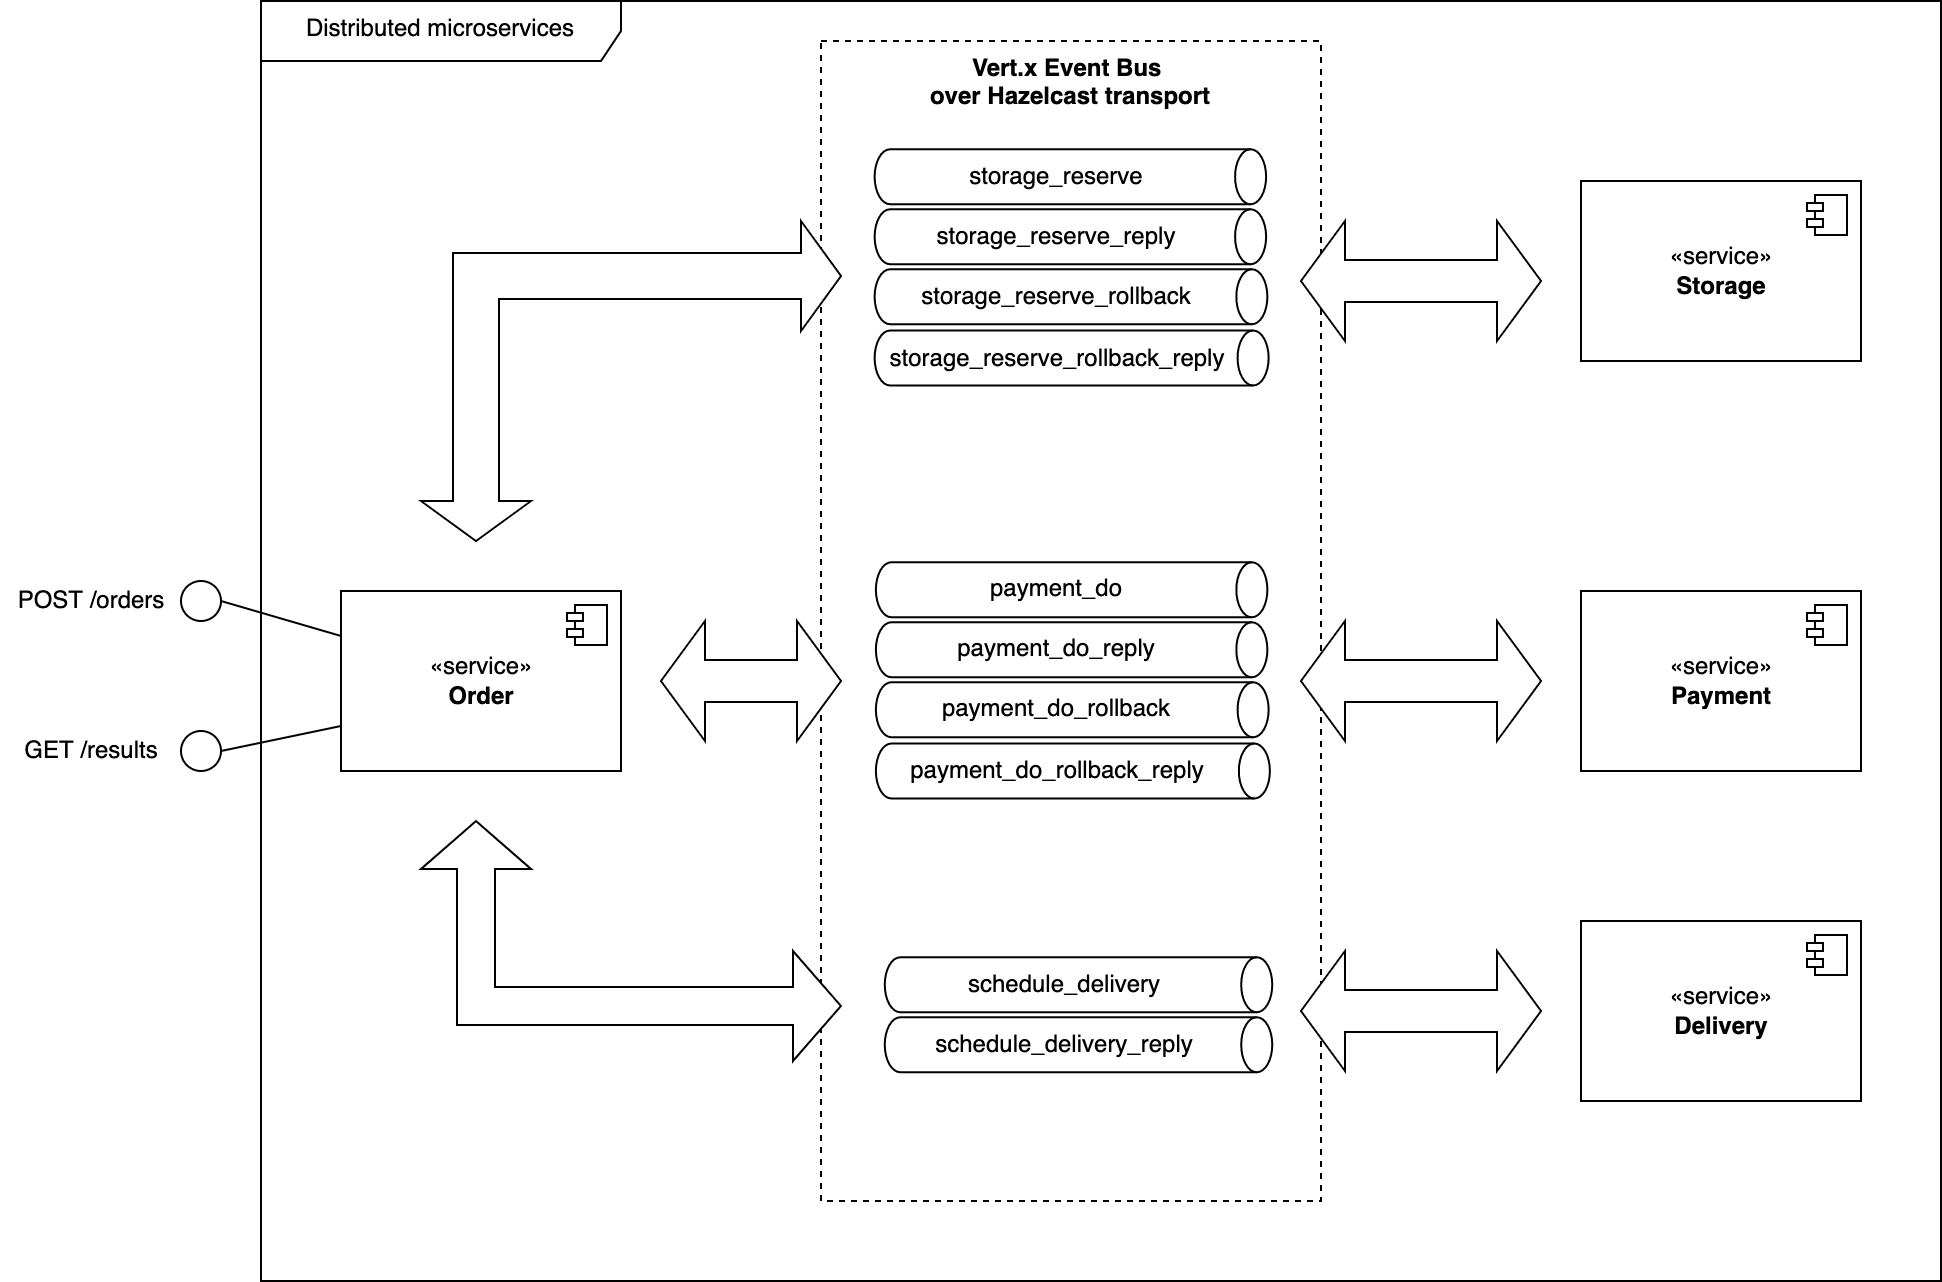 Distributed microservices
Vert.x Event Bus
over Hazelcast transport
storage_reserve
storage_reserve_reply
storage_reserve_rollback
storage_reserve_rollback_reply
«service»
Storage
POST /orders
GET /results
«service»
Order
payment_do
payment_do_reply
payment_do_rollback
payment_do_rollback_reply
«service»
Payment
schedule_delivery
schedule_delivery_reply
«service»
Delivery